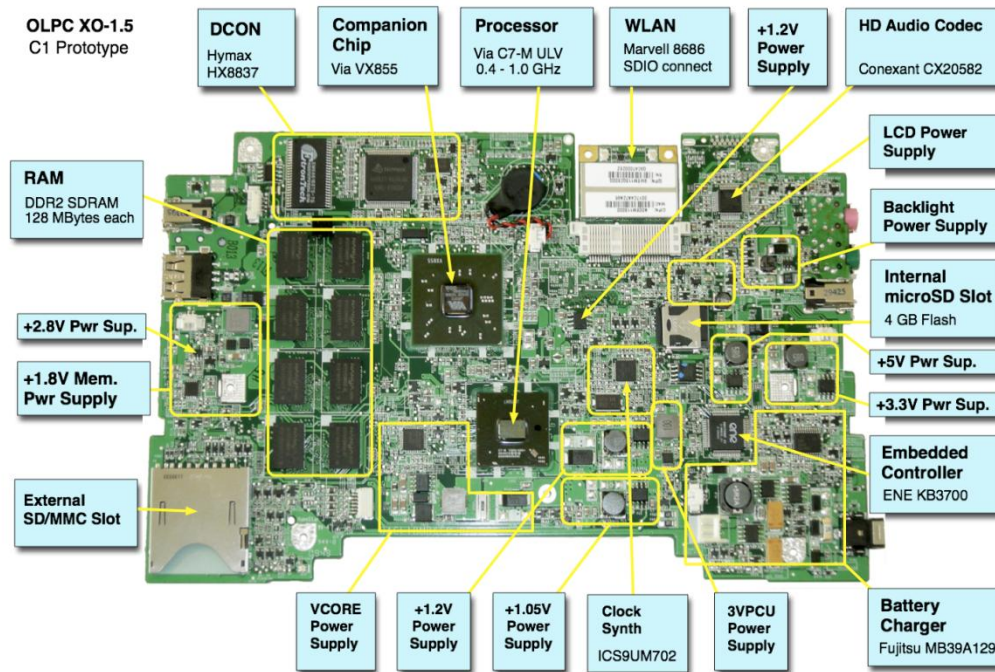 OLPC XO-1.5
C1 Prototype
DCON
Hymax
HX8837
Companion
Chip
Via VX855
Processor
Via C7-M ULV
0.4 - 1.0 GHz
WLAN
Marvell 8686
SDIO connect
+1.2V
Power
Supply
HD Audio Codec
Conexant CX20582
LCD Power
Supply
RAM
DDR2 SDRAM
128 MBytes each
Backlight
Power Supply
Internal
microSD Slot
4 GB Flash
+2.8V Pwr Sup.
+1.8V Mem.
Pwr Supply
+5V Pwr Sup.
+3.3V Pwr Sup.
Embedded
Controller
ENE KB3700
External
SD/MMC Slot
VCORE
Power
Supply
+1.2V
Power
Supply
+1.05V
Power
Supply
Clock
Synth
ICS9UM702
3VPCU
Power
Supply
Battery
Charger
Fujitsu MB39A129
EtronTech
VIA